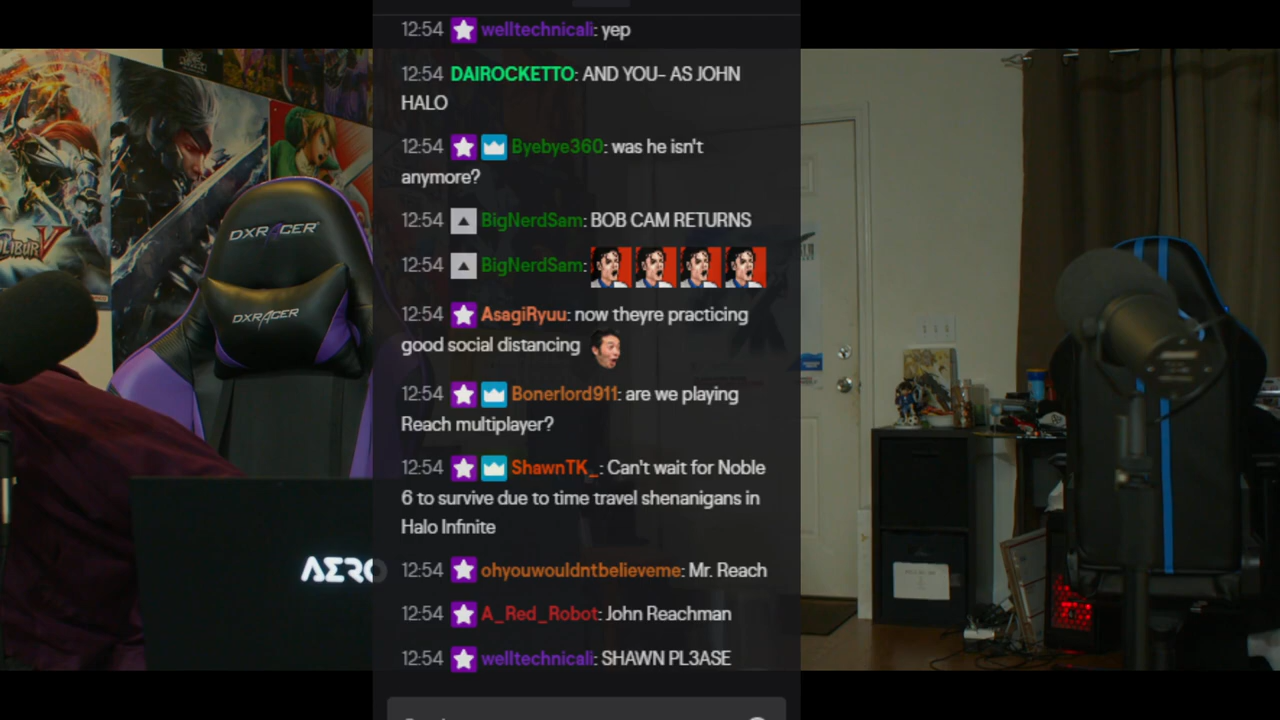 12:54 welltechnicali: yep
12:54 DAIROCKETTO: AND YOU- AS JOHN
HALO
12:54 Byebye360: was he isn't
anymore?
12:54 BigNerdSam: BOB CAM RETURNS
12:54 BigNerdSam:
12:54 AsagiRyuu: now theyre practicing
good social distancing
12:54 Bonerlord911: are we playing
Reach multiplayer?
12:54 ShawnTK_: Can't wait for Noble
6 to survive due to time travel shenanigans in
Halo Infinite
12:54 ohyouwouldntbelieveme: Mr. Reach
12:54 A_Red_Robot: John Reachman
12:54 welltechnicali: SHAWN PL3ASE
DXRACER
DXRACER
AERO